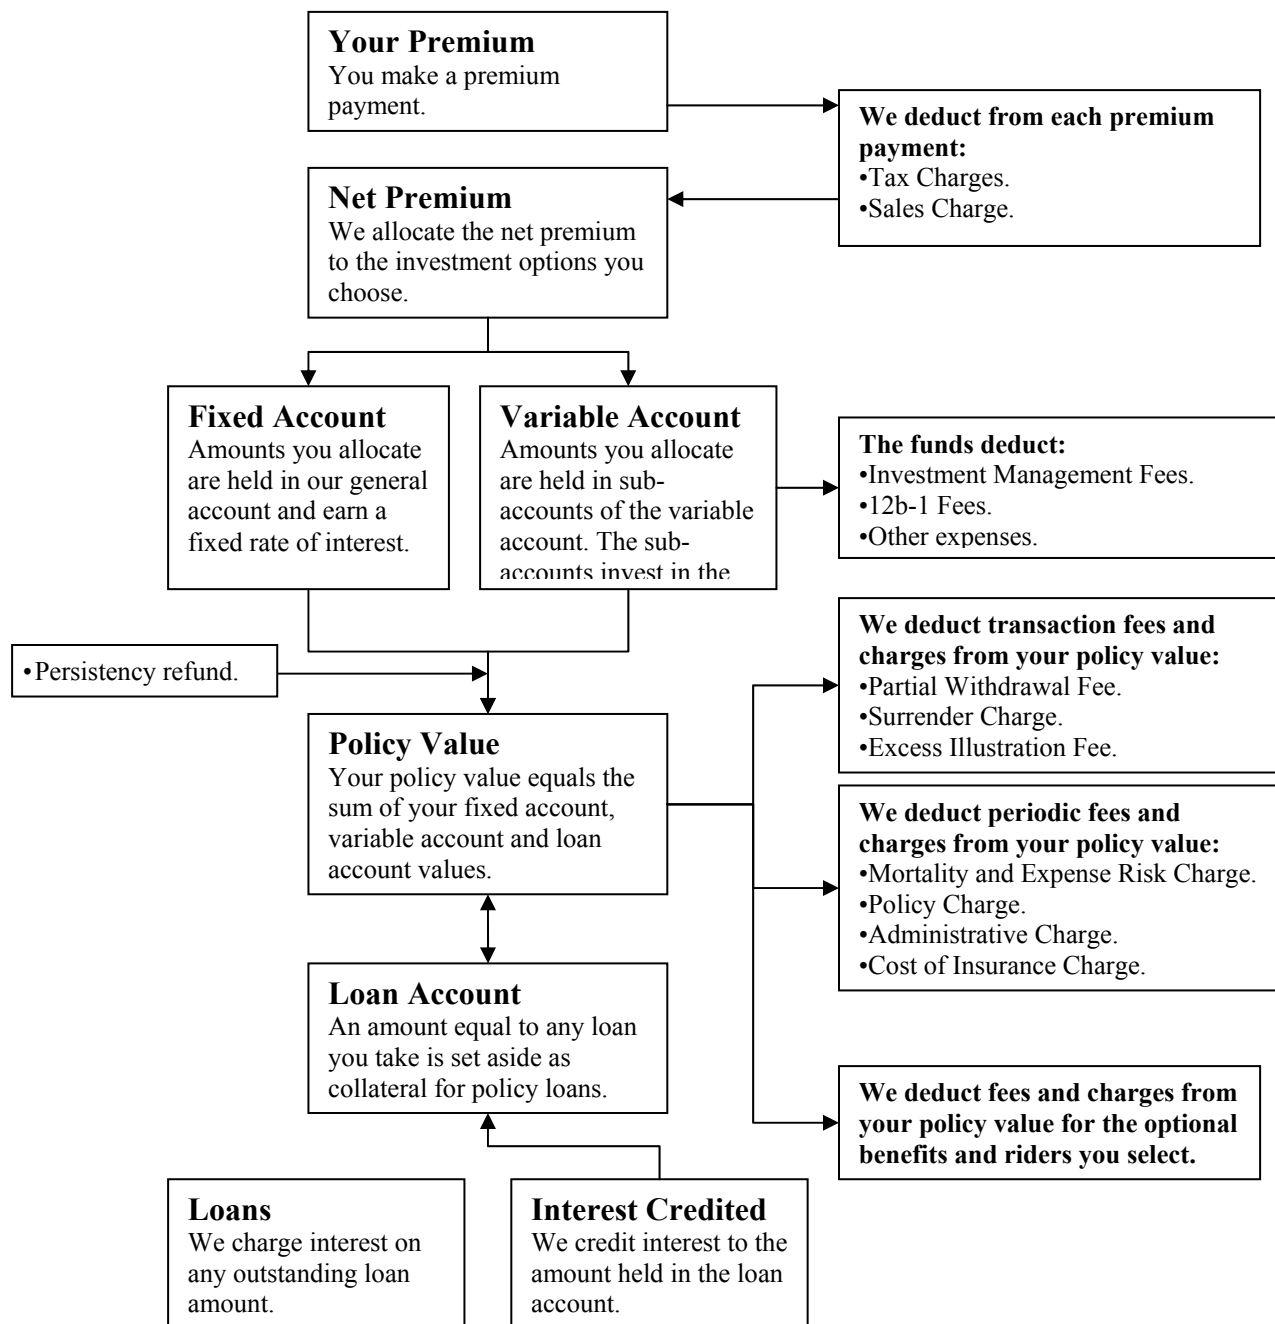 Your Premium
You make a premium
payment.
We deduct from each premium
payment:
•Tax Charges.
•Sales Charge.
Net Premium
We allocate the net premium
to the investment options you
choose.
Fixed Account
Amounts you allocate
are held in our general
account and earn a
fixed rate of interest.
Variable Account
Amounts you allocate
are held in sub-
accounts of the variable
account. The sub-
accounts invest in the
The funds deduct:
•Investment Management Fees.
•12b-1 Fees.
•Other expenses.
•Persistency refund.
We deduct transaction fees and
charges from your policy value:
•Partial Withdrawal Fee.
•Surrender Charge.
•Excess Illustration Fee.
Policy Value
Your policy value equals the
sum of your fixed account,
variable account and loan
account values.
We deduct periodic fees and
charges from your policy value:
•Mortality and Expense Risk Charge.
•Policy Charge.
•Administrative Charge.
•Cost of Insurance Charge.
Loan Account
An amount equal to any loan
you take is set aside as
collateral for policy loans.
We deduct fees and charges from
your policy value for the optional
benefits and riders you select.
Loans
We charge interest on
any outstanding loan
amount.
Interest Credited
We credit interest to the
amount held in the loan
account.